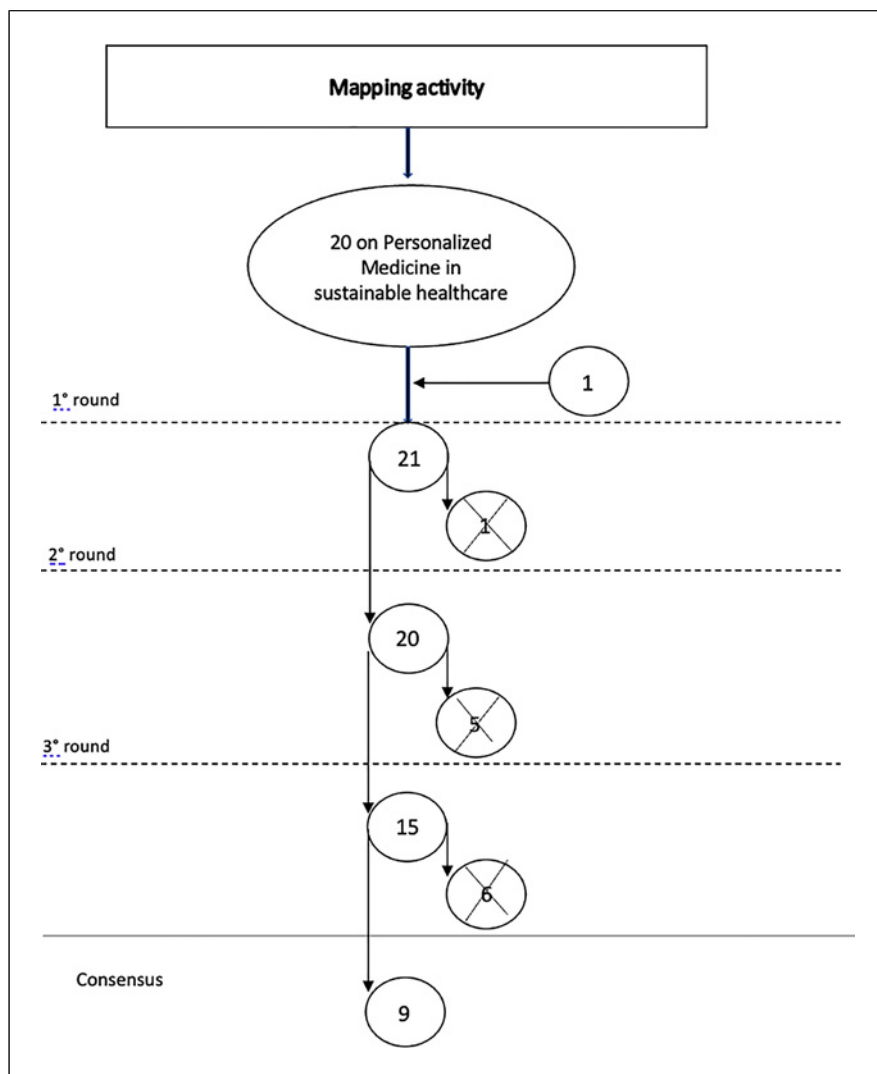 Mapping activity
20 on Personalized
Medicine in
sustainable healthcare
1
1° round
21
1
2° round
20
5
3° round
15
6
Consensus
9